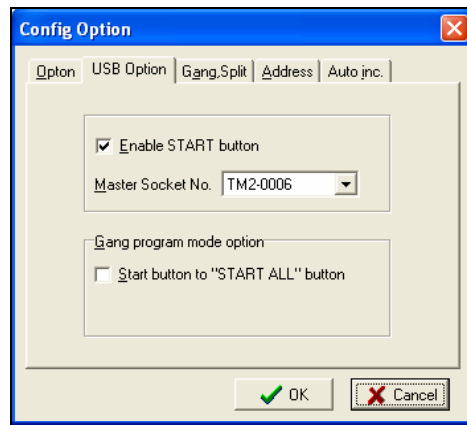 Config Option
Opton USB Option Gang,Split Address Auto inc.
Enable START button
Master Socket No. TM2-0006
Gang program mode option
Start button to "START ALL" button
OK Cancel